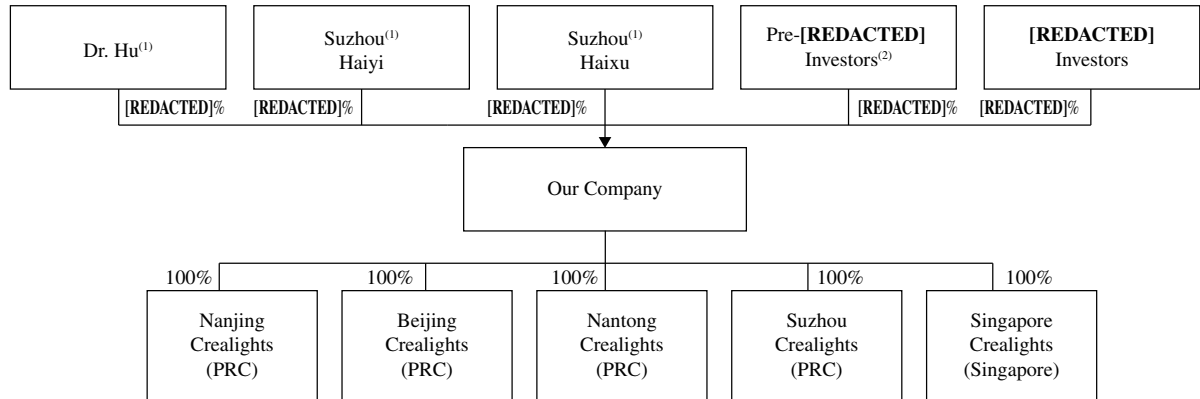 Dr. Hu(1)
Suzhou(1)
Haiyi
Suzhou(1)
Haixu
Pre-[REDACTED]
Investors(2)
[REDACTED]
Investors
[REDACTED]%
[REDACTED]%
[REDACTED]%
[REDACTED]%
[REDACTED]%
Our Company
100%
100%
100%
100%
100%
Nanjing
Crealights
(PRC)
Beijing
Crealights
(PRC)
Nantong
Crealights
(PRC)
Suzhou
Crealights
(PRC)
Singapore
Crealights
(Singapore)